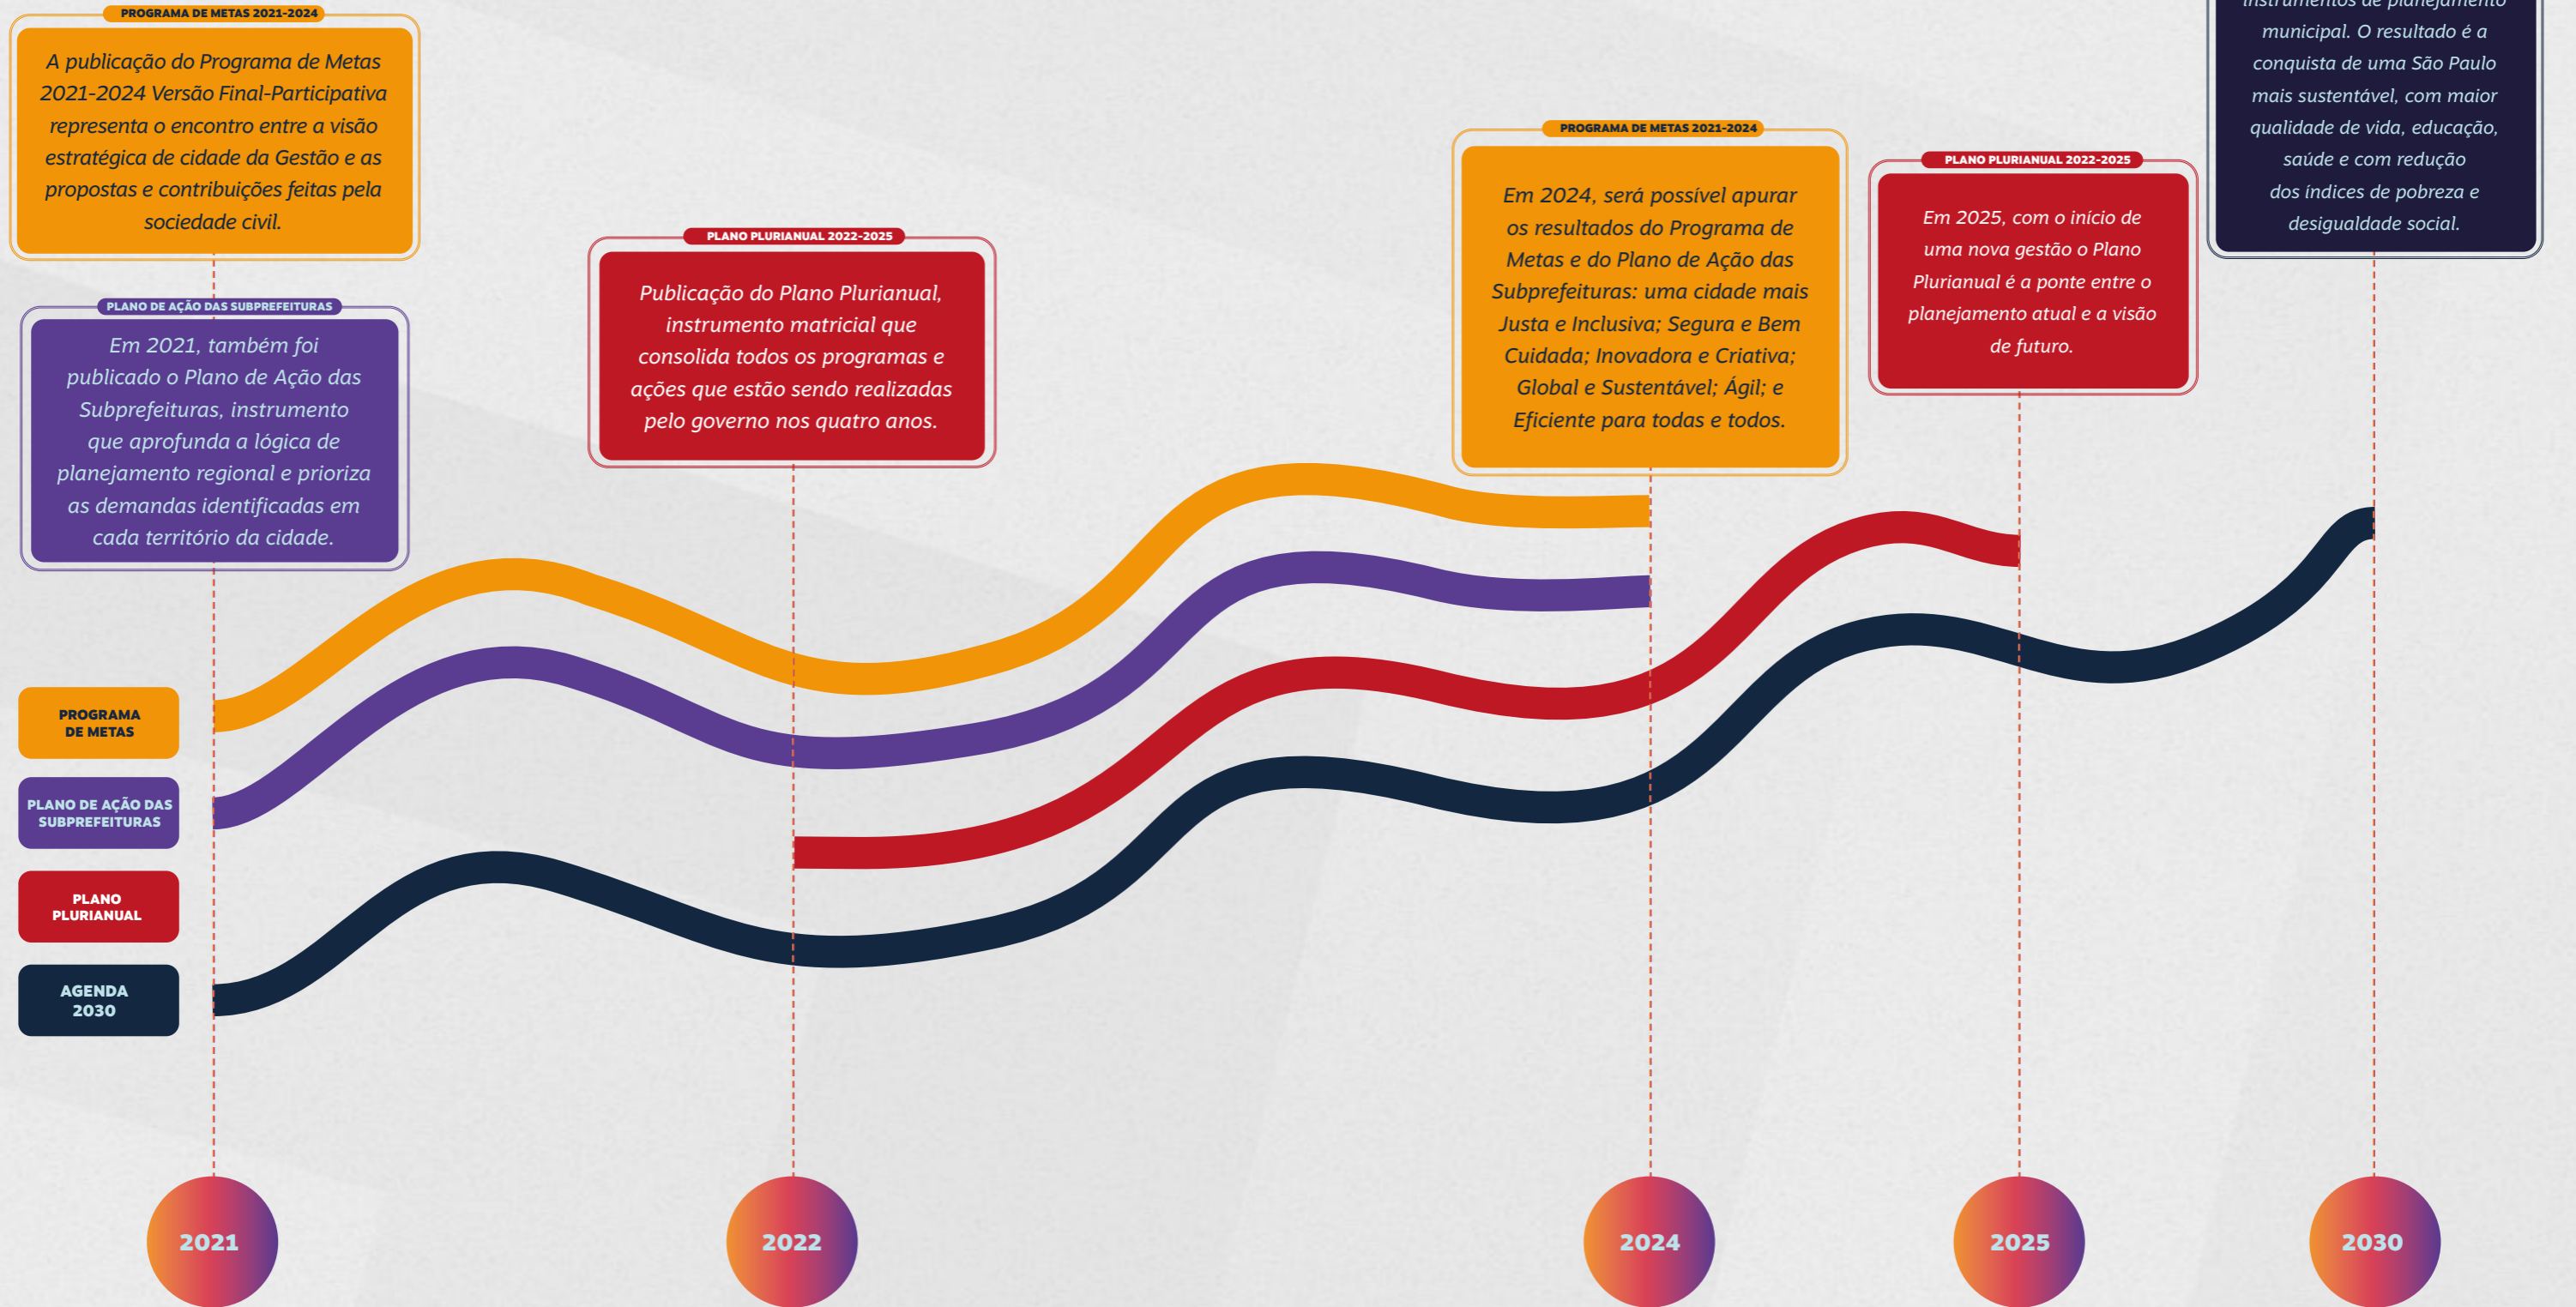 PROGRAMA DE METAS 2021-2024
A publicação do Programa de Metas
2021-2024 Versão Final-Participativa
representa o encontro entre a visão
estratégica de cidade da Gestão e as
propostas e contribuições feitas pela
sociedade civil.
PLANO DE AÇÃO DAS SUBPREFEITURAS
Em 2021, também foi
publicado o Plano de Ação das
Subprefeituras, instrumento
que aprofunda a lógica de
planejamento regional e prioriza
as demandas identificadas em
cada território da cidade.
PLANO PLURIANUAL 2022-2025
Publicação do Plano Plurianual,
instrumento matricial que
consolida todos os programas e
ações que estão sendo realizadas
pelo governo nos quatro anos.
PROGRAMA DE METAS 2021-2024
Em 2024, será possível apurar
os resultados do Programa de
Metas e do Plano de Ação das
Subprefeituras: uma cidade mais
Justa e Inclusiva; Segura e Bem
Cuidada; Inovadora e Criativa;
Global e Sustentável; Ágil; e
Eficiente para todas e todos.
PLANO PLURIANUAL 2022-2025
Em 2025, com o início de
uma nova gestão o Plano
Plurianual é a ponte entre o
planejamento atual e a visão
de futuro.
instrumentos de planejamento
municipal. O resultado é a
conquista de uma São Paulo
mais sustentável, com maior
qualidade de vida, educação,
saúde e com redução
dos índices de pobreza e
desigualdade social.
PROGRAMA
DE METAS
PLANO DE AÇÃO DAS
SUBPREFEITURAS
PLANO
PLURIANUAL
AGENDA
2030
2021
2022
2024
2025
2030